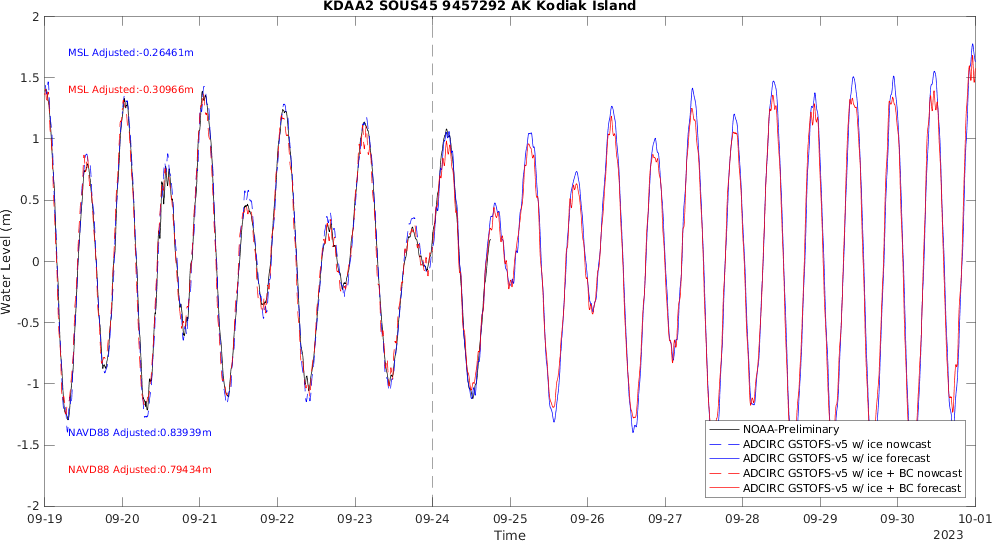 KDAA2 SOUS45 9457292 AK Kodiak Island
2
1.5
1
0.5
0
-0.5
-1
-1.5
-2
Water Level (m)
MSL Adjusted:-0.26461m
MSL Adjusted:-0.30966m
NAVD88 Adjusted:0.83939m
NAVD88 Adjusted:0.79434m
NOAA-Preliminary
ADCIRC GSTOFS-v5 w/ ice nowcast
ADCIRC GSTOFS-v5 w/ ice forecast
ADCIRC GSTOFS-v5 w/ ice + BC nowcast
ADCIRC GSTOFS-v5 w/ ice + BC forecast
09-19 09-20 09-21 09-22 09-23 09-24 09-25 09-26 09-27 09-28 09-29 09-30 10-01
Time
2023